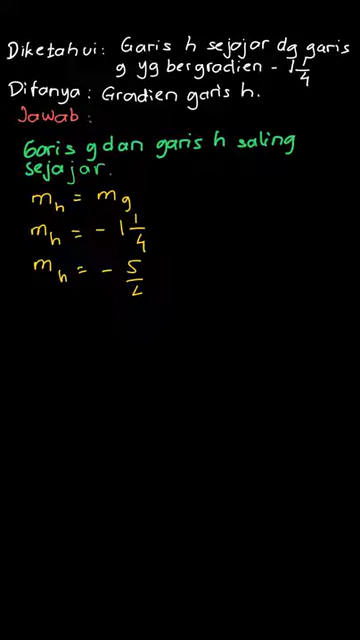 Diketahui: Garis h sejajar dg garis
g yg bergradien - 1 1/4
Ditanya: Gradien garis h.
Jawab:
Garis g dan garis h saling
sejajar.
m_h = m_g
m_h = - 1 1/4
m_h = - 5/4